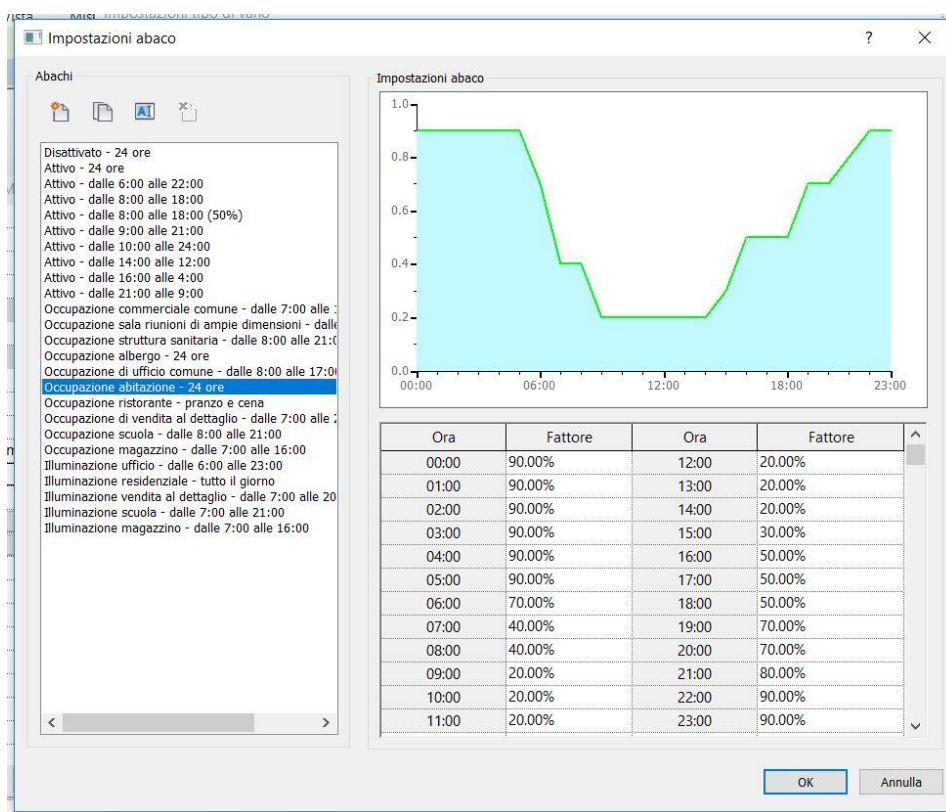 Impostazioni tipo di vano
Impostazioni abaco
?
Abachi
Impostazioni abaco
Disattivato - 24 ore
Attivo - 24 ore
Attivo - dalle 6:00 alle 22:00
Attivo - dalle 8:00 alle 18:00
Attivo - dalle 8:00 alle 18:00 (50%)
Attivo - dalle 9:00 alle 21:00
Attivo - dalle 10:00 alle 24:00
Attivo - dalle 14:00 alle 12:00
Attivo - dalle 16:00 alle 4:00
Attivo - dalle 21:00 alle 9:00
Occupazione commerciale comune - dalle 7:00 alle
Occupazione sala riunioni di ampie dimensioni - dalle
Occupazione struttura sanitaria - dalle 8:00 alle 21:0
Occupazione albergo - 24 ore
Occupazione di ufficio comune - dalle 8:00 alle 17:0
Occupazione abitazione - 24 ore
Occupazione ristorante - pranzo e cena
Occupazione di vendita al dettaglio - dalle 7:00 alle
Occupazione scuola - dalle 8:00 alle 21:00
Occupazione magazzino - dalle 7:00 alle 16:00
Illuminazione ufficio - dalle 6:00 alle 23:00
Illuminazione residenziale - tutto il giorno
Illuminazione vendita al dettaglio - dalle 7:00 alle 20
Illuminazione scuola - dalle 7:00 alle 21:00
Illuminazione magazzino - dalle 7:00 alle 16:00
1.0
0.8
0.6
0.4
0.2
0.0
00:00 06:00 12:00 18:00 23:00
Ora Fattore Ora Fattore
00:00 90.00% 12:00 20.00%
01:00 90.00% 13:00 20.00%
02:00 90.00% 14:00 20.00%
03:00 90.00% 15:00 30.00%
04:00 90.00% 16:00 50.00%
05:00 90.00% 17:00 50.00%
06:00 70.00% 18:00 50.00%
07:00 40.00% 19:00 70.00%
08:00 40.00% 20:00 70.00%
09:00 20.00% 21:00 80.00%
10:00 20.00% 22:00 90.00%
11:00 20.00% 23:00 90.00%
OK Annulla